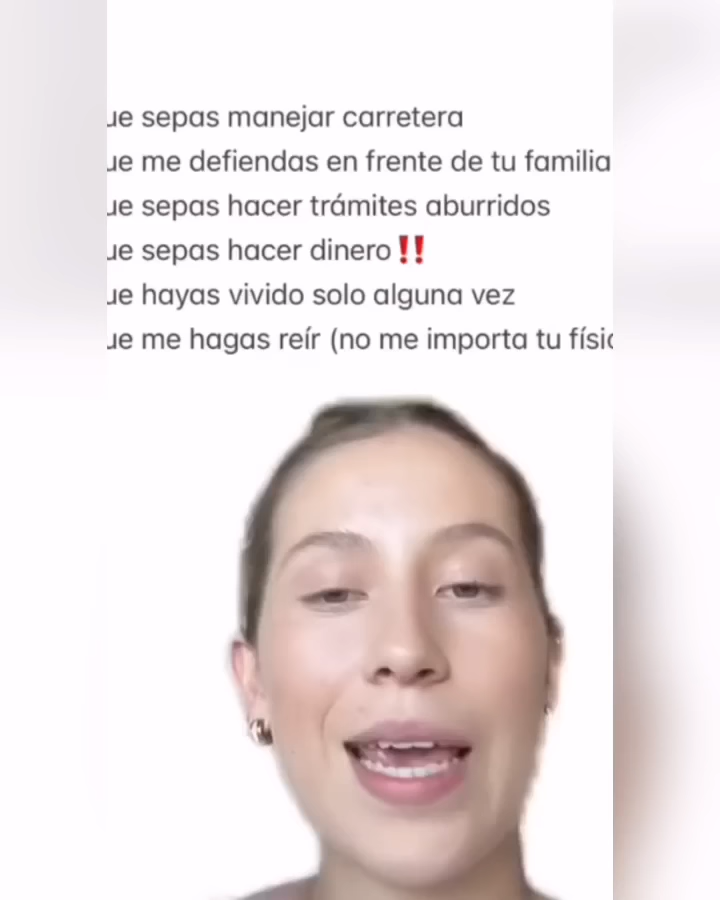 ue sepas manejar carretera
ue me defiendas en frente de tu familia
ue sepas hacer trámites aburridos
ue sepas hacer dinero‼️
ue hayas vivido solo alguna vez
ue me hagas reír (no me importa tu físic